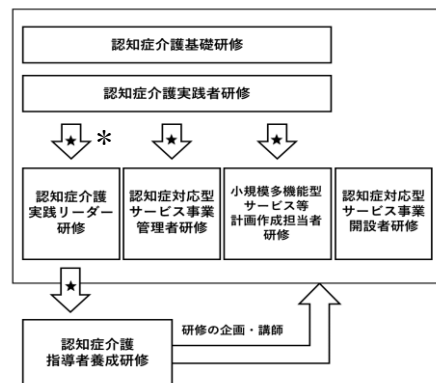 認知症介護基礎研修
認知症介護実践者研修
★ * ★ ★
認知症介護
実践リーダー
研修
認知症対応型
サービス事業
管理者研修
小規模多機能型
サービス等
計画作成担当者
研修
認知症対応型
サービス事業
開設者研修
★
認知症介護
指導者養成研修
研修の企画・講師